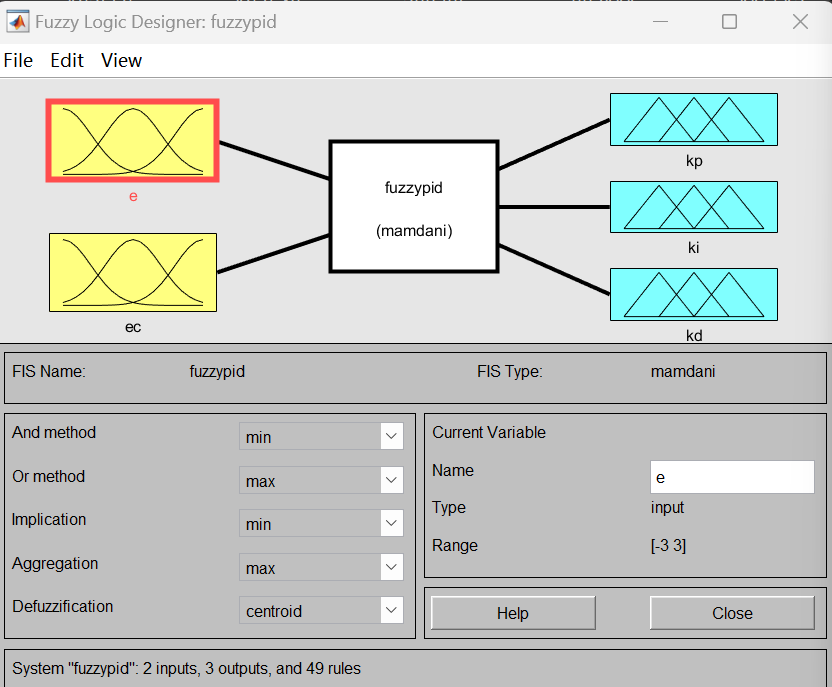 Fuzzy Logic Designer: fuzzypid
File Edit View
e
ec
fuzzypid
(mamdani)
kp
ki
kd
FIS Name: fuzzypid FIS Type: mamdani
And method min
Or method max
Implication min
Aggregation max
Defuzzification centroid
Current Variable
Name e
Type input
Range [-3 3]
Help Close
System "fuzzypid": 2 inputs, 3 outputs, and 49 rules